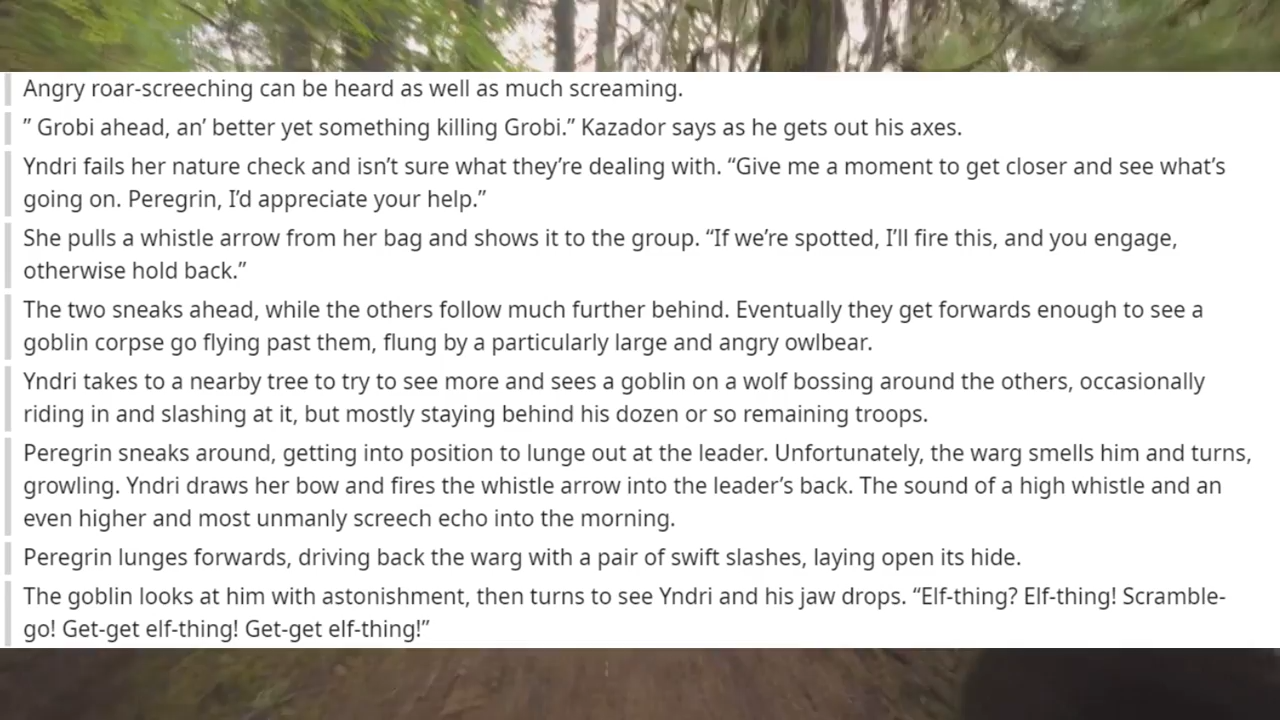 Angry roar-screeching can be heard as well as much screaming.
” Grobi ahead, an’ better yet something killing Grobi.” Kazador says as he gets out his axes.
Yndri fails her nature check and isn’t sure what they’re dealing with. “Give me a moment to get closer and see what’s
going on. Peregrin, I’d appreciate your help.”
She pulls a whistle arrow from her bag and shows it to the group. “If we’re spotted, I’ll fire this, and you engage,
otherwise hold back.”
The two sneaks ahead, while the others follow much further behind. Eventually they get forwards enough to see a
goblin corpse go flying past them, flung by a particularly large and angry owlbear.
Yndri takes to a nearby tree to try to see more and sees a goblin on a wolf bossing around the others, occasionally
riding in and slashing at it, but mostly staying behind his dozen or so remaining troops.
Peregrin sneaks around, getting into position to lunge out at the leader. Unfortunately, the warg smells him and turns,
growling. Yndri draws her bow and fires the whistle arrow into the leader’s back. The sound of a high whistle and an
even higher and most unmanly screech echo into the morning.
Peregrin lunges forwards, driving back the warg with a pair of swift slashes, laying open its hide.
The goblin looks at him with astonishment, then turns to see Yndri and his jaw drops. “Elf-thing? Elf-thing! Scramble-
go! Get-get elf-thing! Get-get elf-thing!”